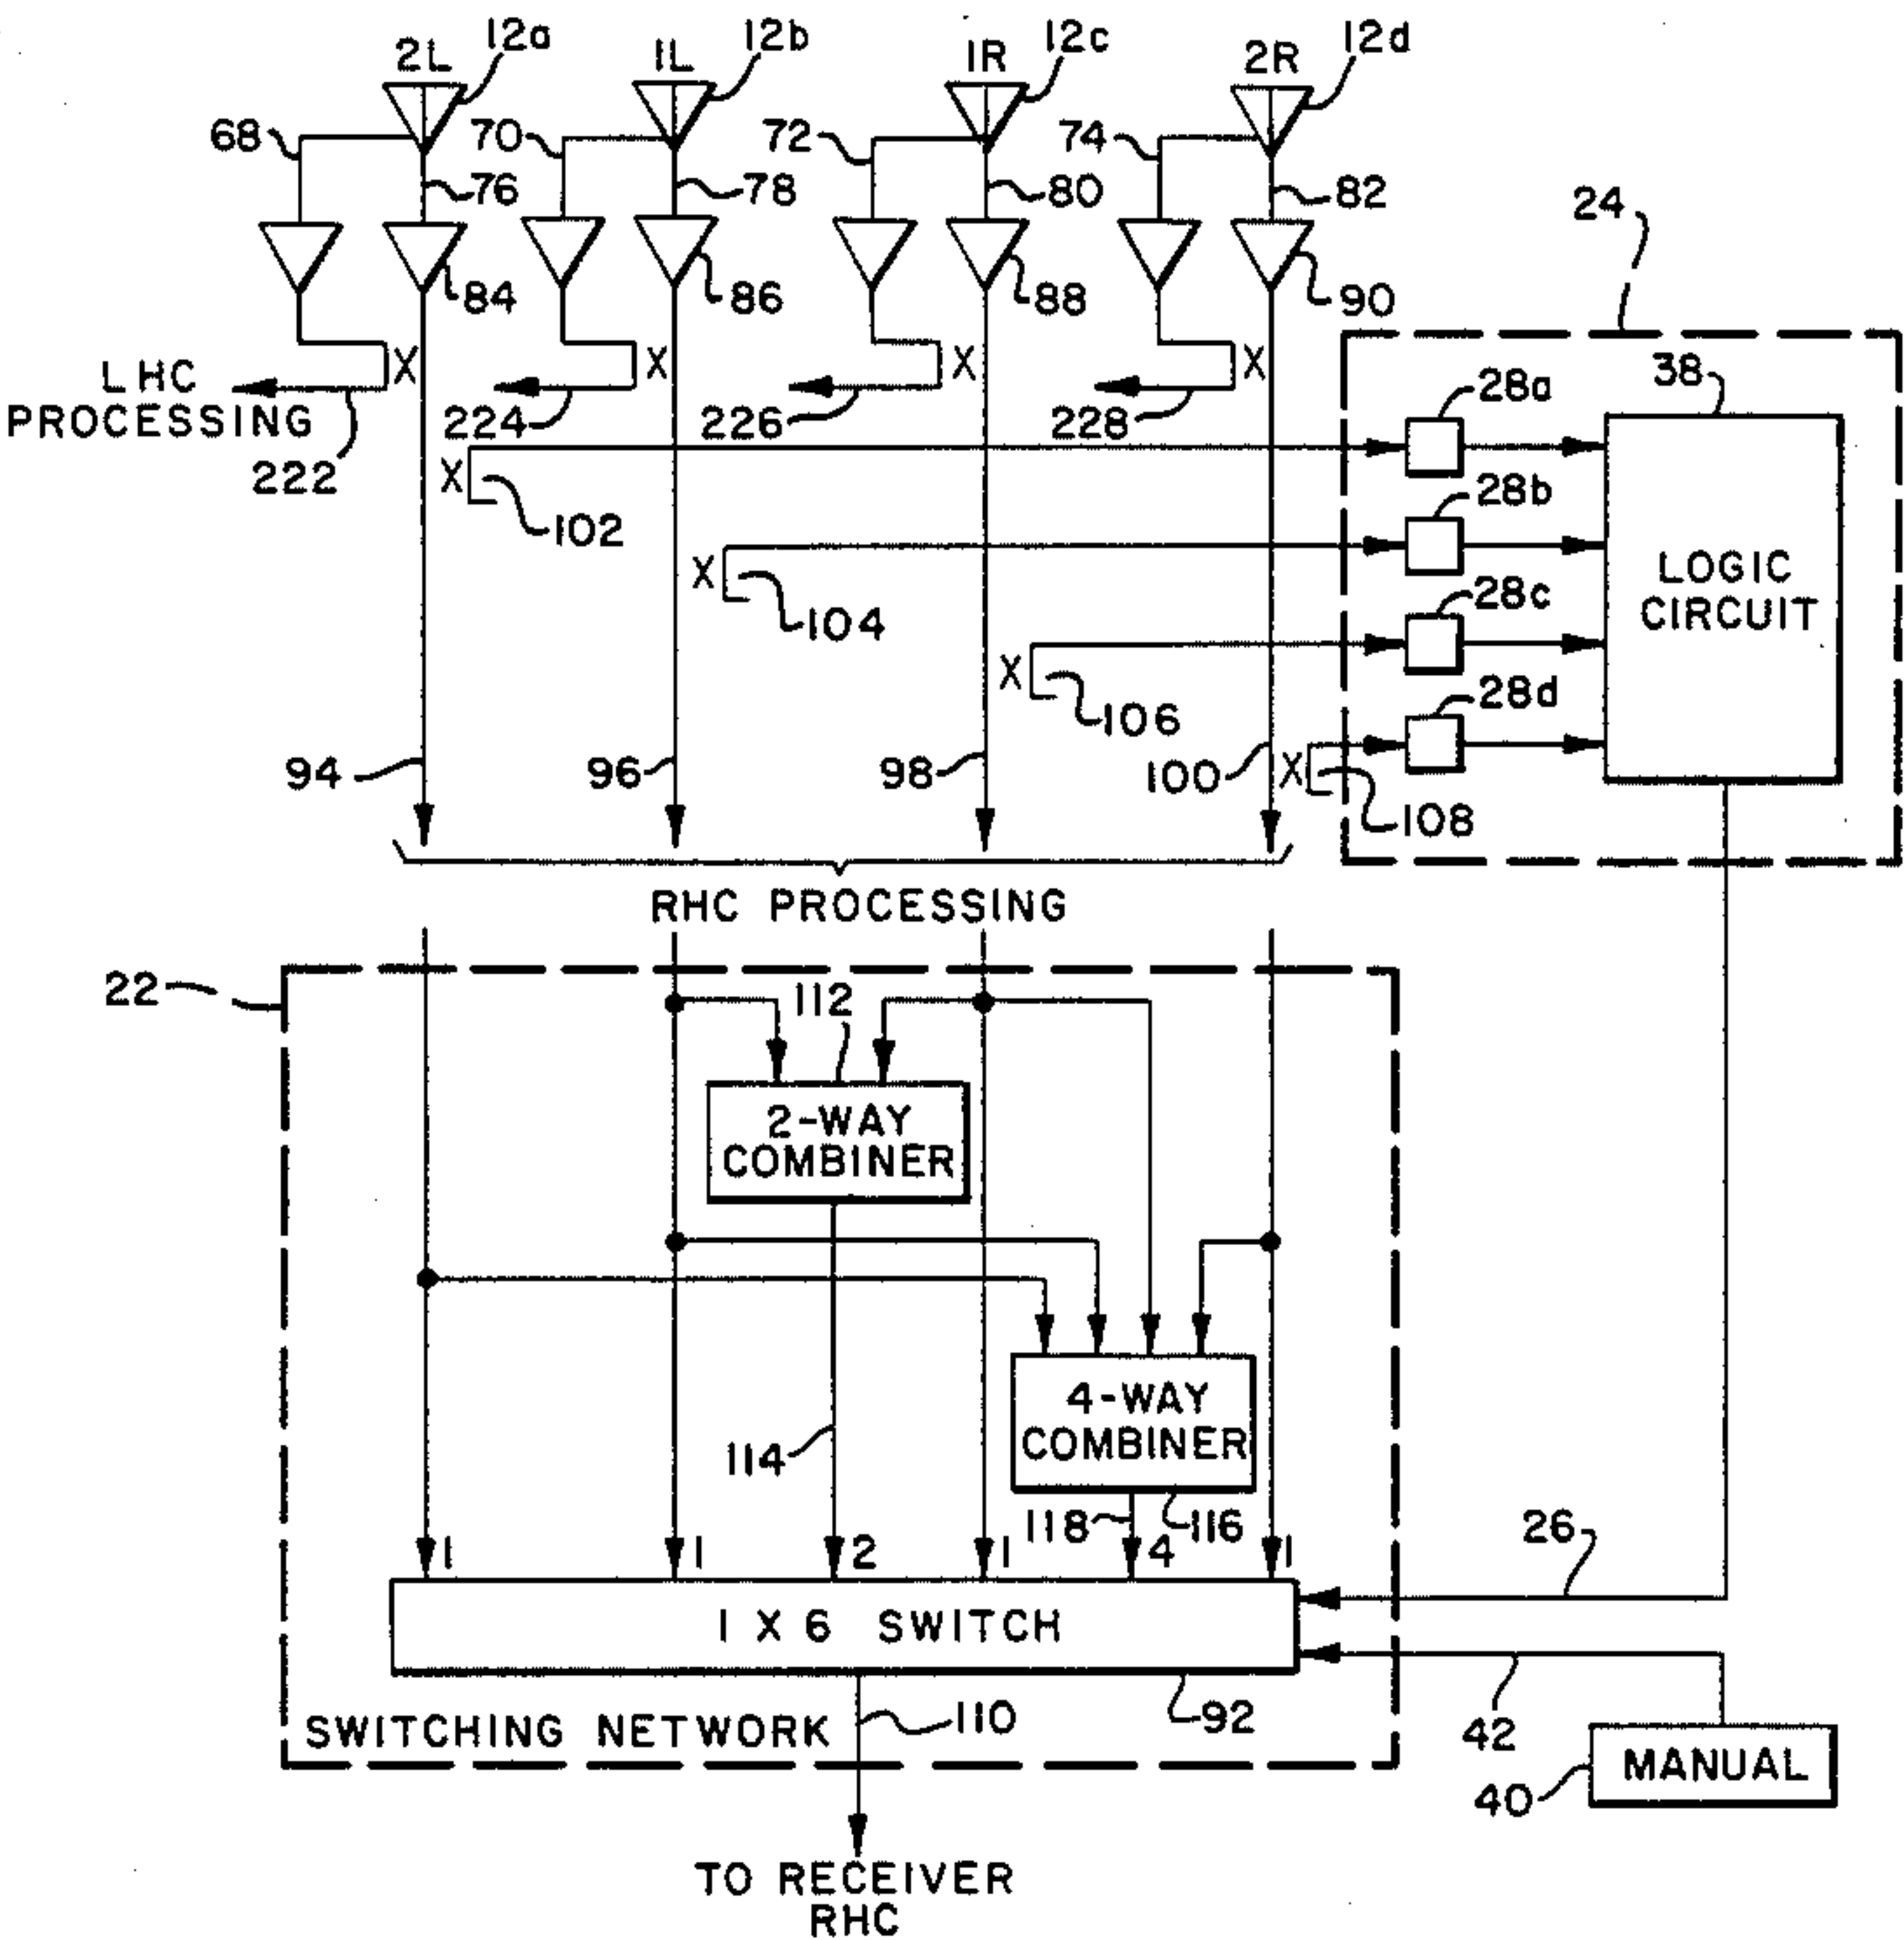 2L 12a 1L 12b 1R 12c 2R 12d
68 70 72 74
76 78 80 82 24
84 86 88 90
X X X X
LHC
PROCESSING
222 224 226 228
28a 38
X 102
28b
X 104
LOGIC
CIRCUIT
28c
X 106
28d
94 96 98 100 X 108
RHC PROCESSING
22 112
2-WAY
COMBINER
4-WAY
COMBINER
114
118 116 26
1 1 2 1 4 1
1 X 6 SWITCH
SWITCHING NETWORK 110 92 42
MANUAL
40
TO RECEIVER
RHC